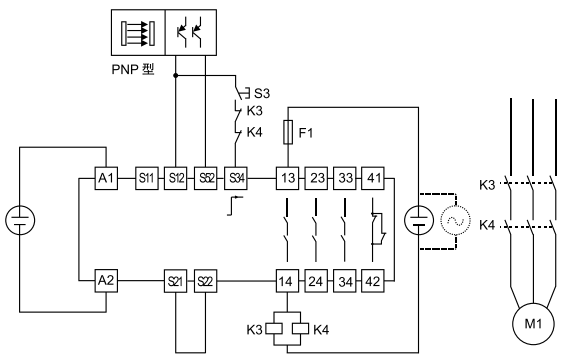 PNP 型
S3
K3
K4
F1
A1 S11 S12 S52 S34 13 23 33 41
K3
K4
A2 S21 S22 14 24 34 42
K3 K4
M1